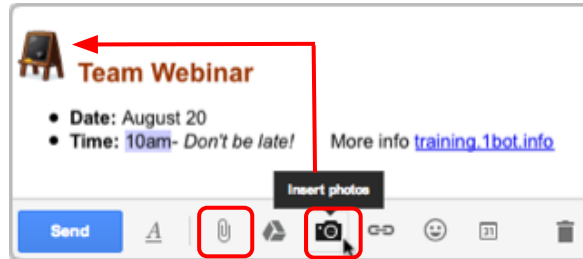 Team Webinar
• Date: August 20
• Time: 10am- Don't be late! More info training.1bot.info
Insert photos
Send A 31